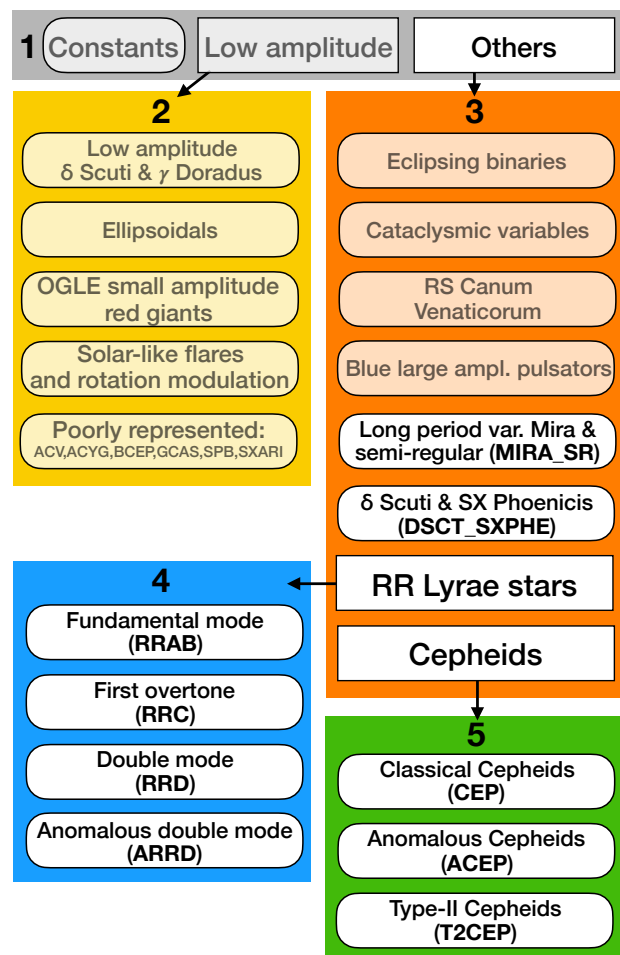 1 Constants Low amplitude Others
2
Low amplitude
δ Scuti & γ Doradus
Ellipsoidals
OGLE small amplitude
red giants
Solar-like flares
and rotation modulation
Poorly represented:
ACV,ACYG,BCEP,GCAS,SPB,SXARI
3
Eclipsing binaries
Cataclysmic variables
RS Canum
Venaticorum
Blue large ampl. pulsators
Long period var. Mira &
semi-regular (MIRA_SR)
δ Scuti & SX Phoenicis
(DSCT_SXPHE)
RR Lyrae stars
Cepheids
4
Fundamental mode
(RRAB)
First overtone
(RRC)
Double mode
(RRD)
Anomalous double mode
(ARRD)
5
Classical Cepheids
(CEP)
Anomalous Cepheids
(ACEP)
Type-II Cepheids
(T2CEP)